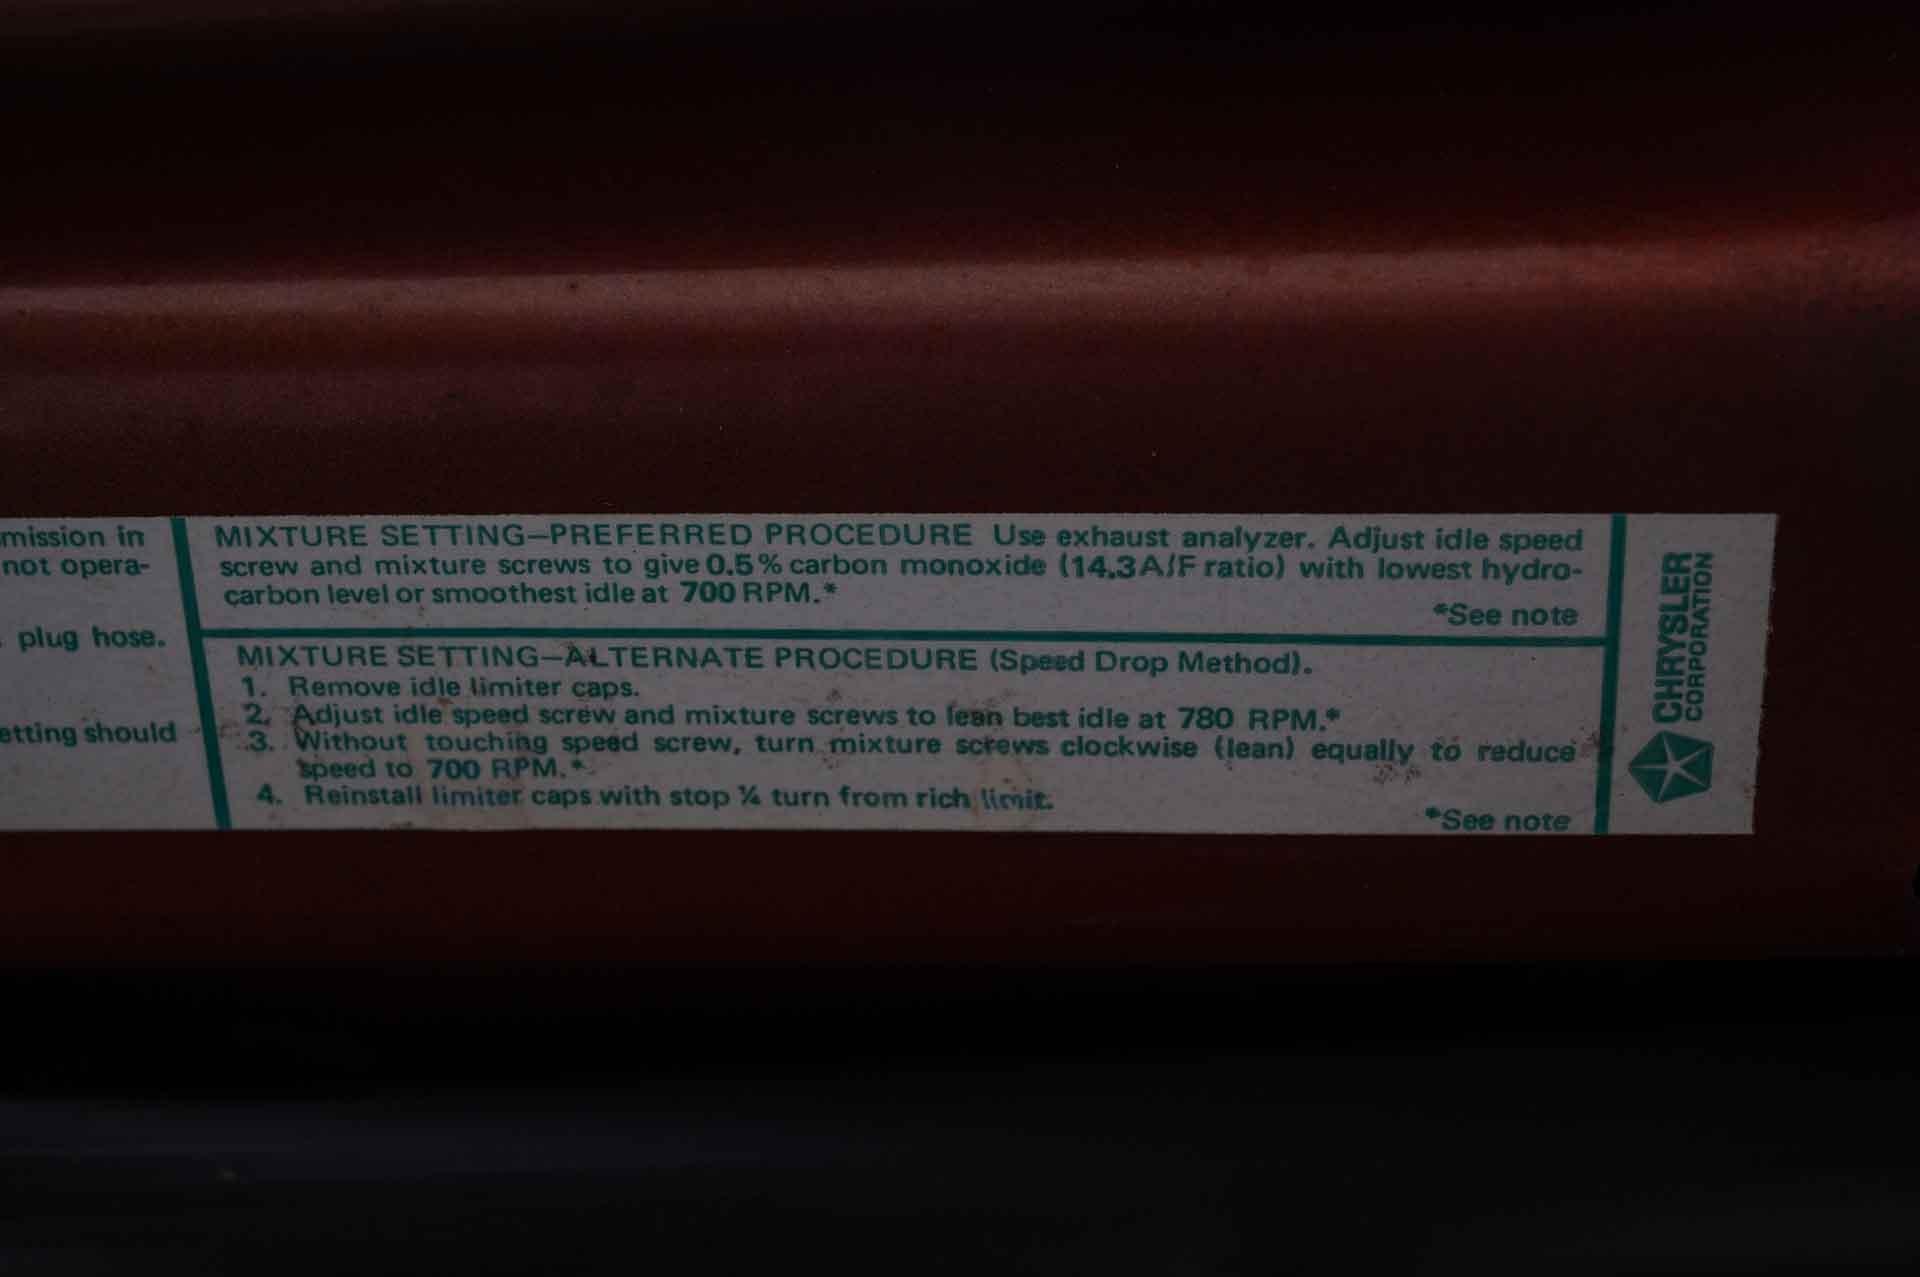 mission in
not opera-
plug hose.
etting should
MIXTURE SETTING—PREFERRED PROCEDURE Use exhaust analyzer. Adjust idle speed
screw and mixture screws to give 0.5% carbon monoxide (14.3 A/F ratio) with lowest hydro-
carbon level or smoothest idle at 700 RPM.*
*See note
MIXTURE SETTING—ALTERNATE PROCEDURE (Speed Drop Method).
1. Remove idle limiter caps.
2. Adjust idle speed screw and mixture screws to lean best idle at 780 RPM.*
3. Without touching speed screw, turn mixture screws clockwise (lean) equally to reduce
speed to 700 RPM.*
4. Reinstall limiter caps with stop ¼ turn from rich limit.
*See note
CHRYSLER
CORPORATION